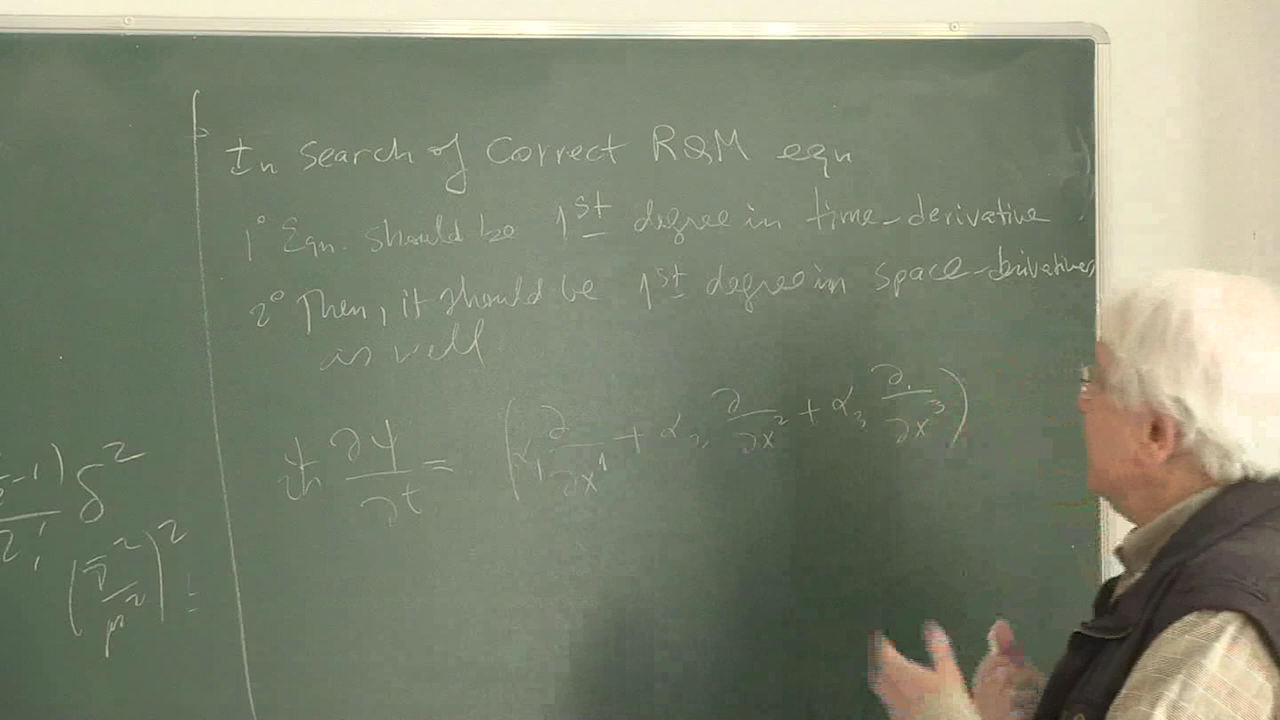 In search of Correct RQM eqn
1° Eqn. should be 1st degree in time-derivative
2° Then, it should be 1st degree in space-derivatives
as well
iħ ∂ψ/∂t = (α₁ ∂/∂x¹ + α₂ ∂/∂x² + α₃ ∂/∂x³)